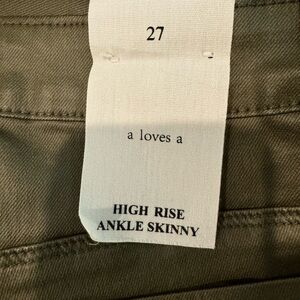 27
a loves a
HIGH RISE
ANKLE SKINNY